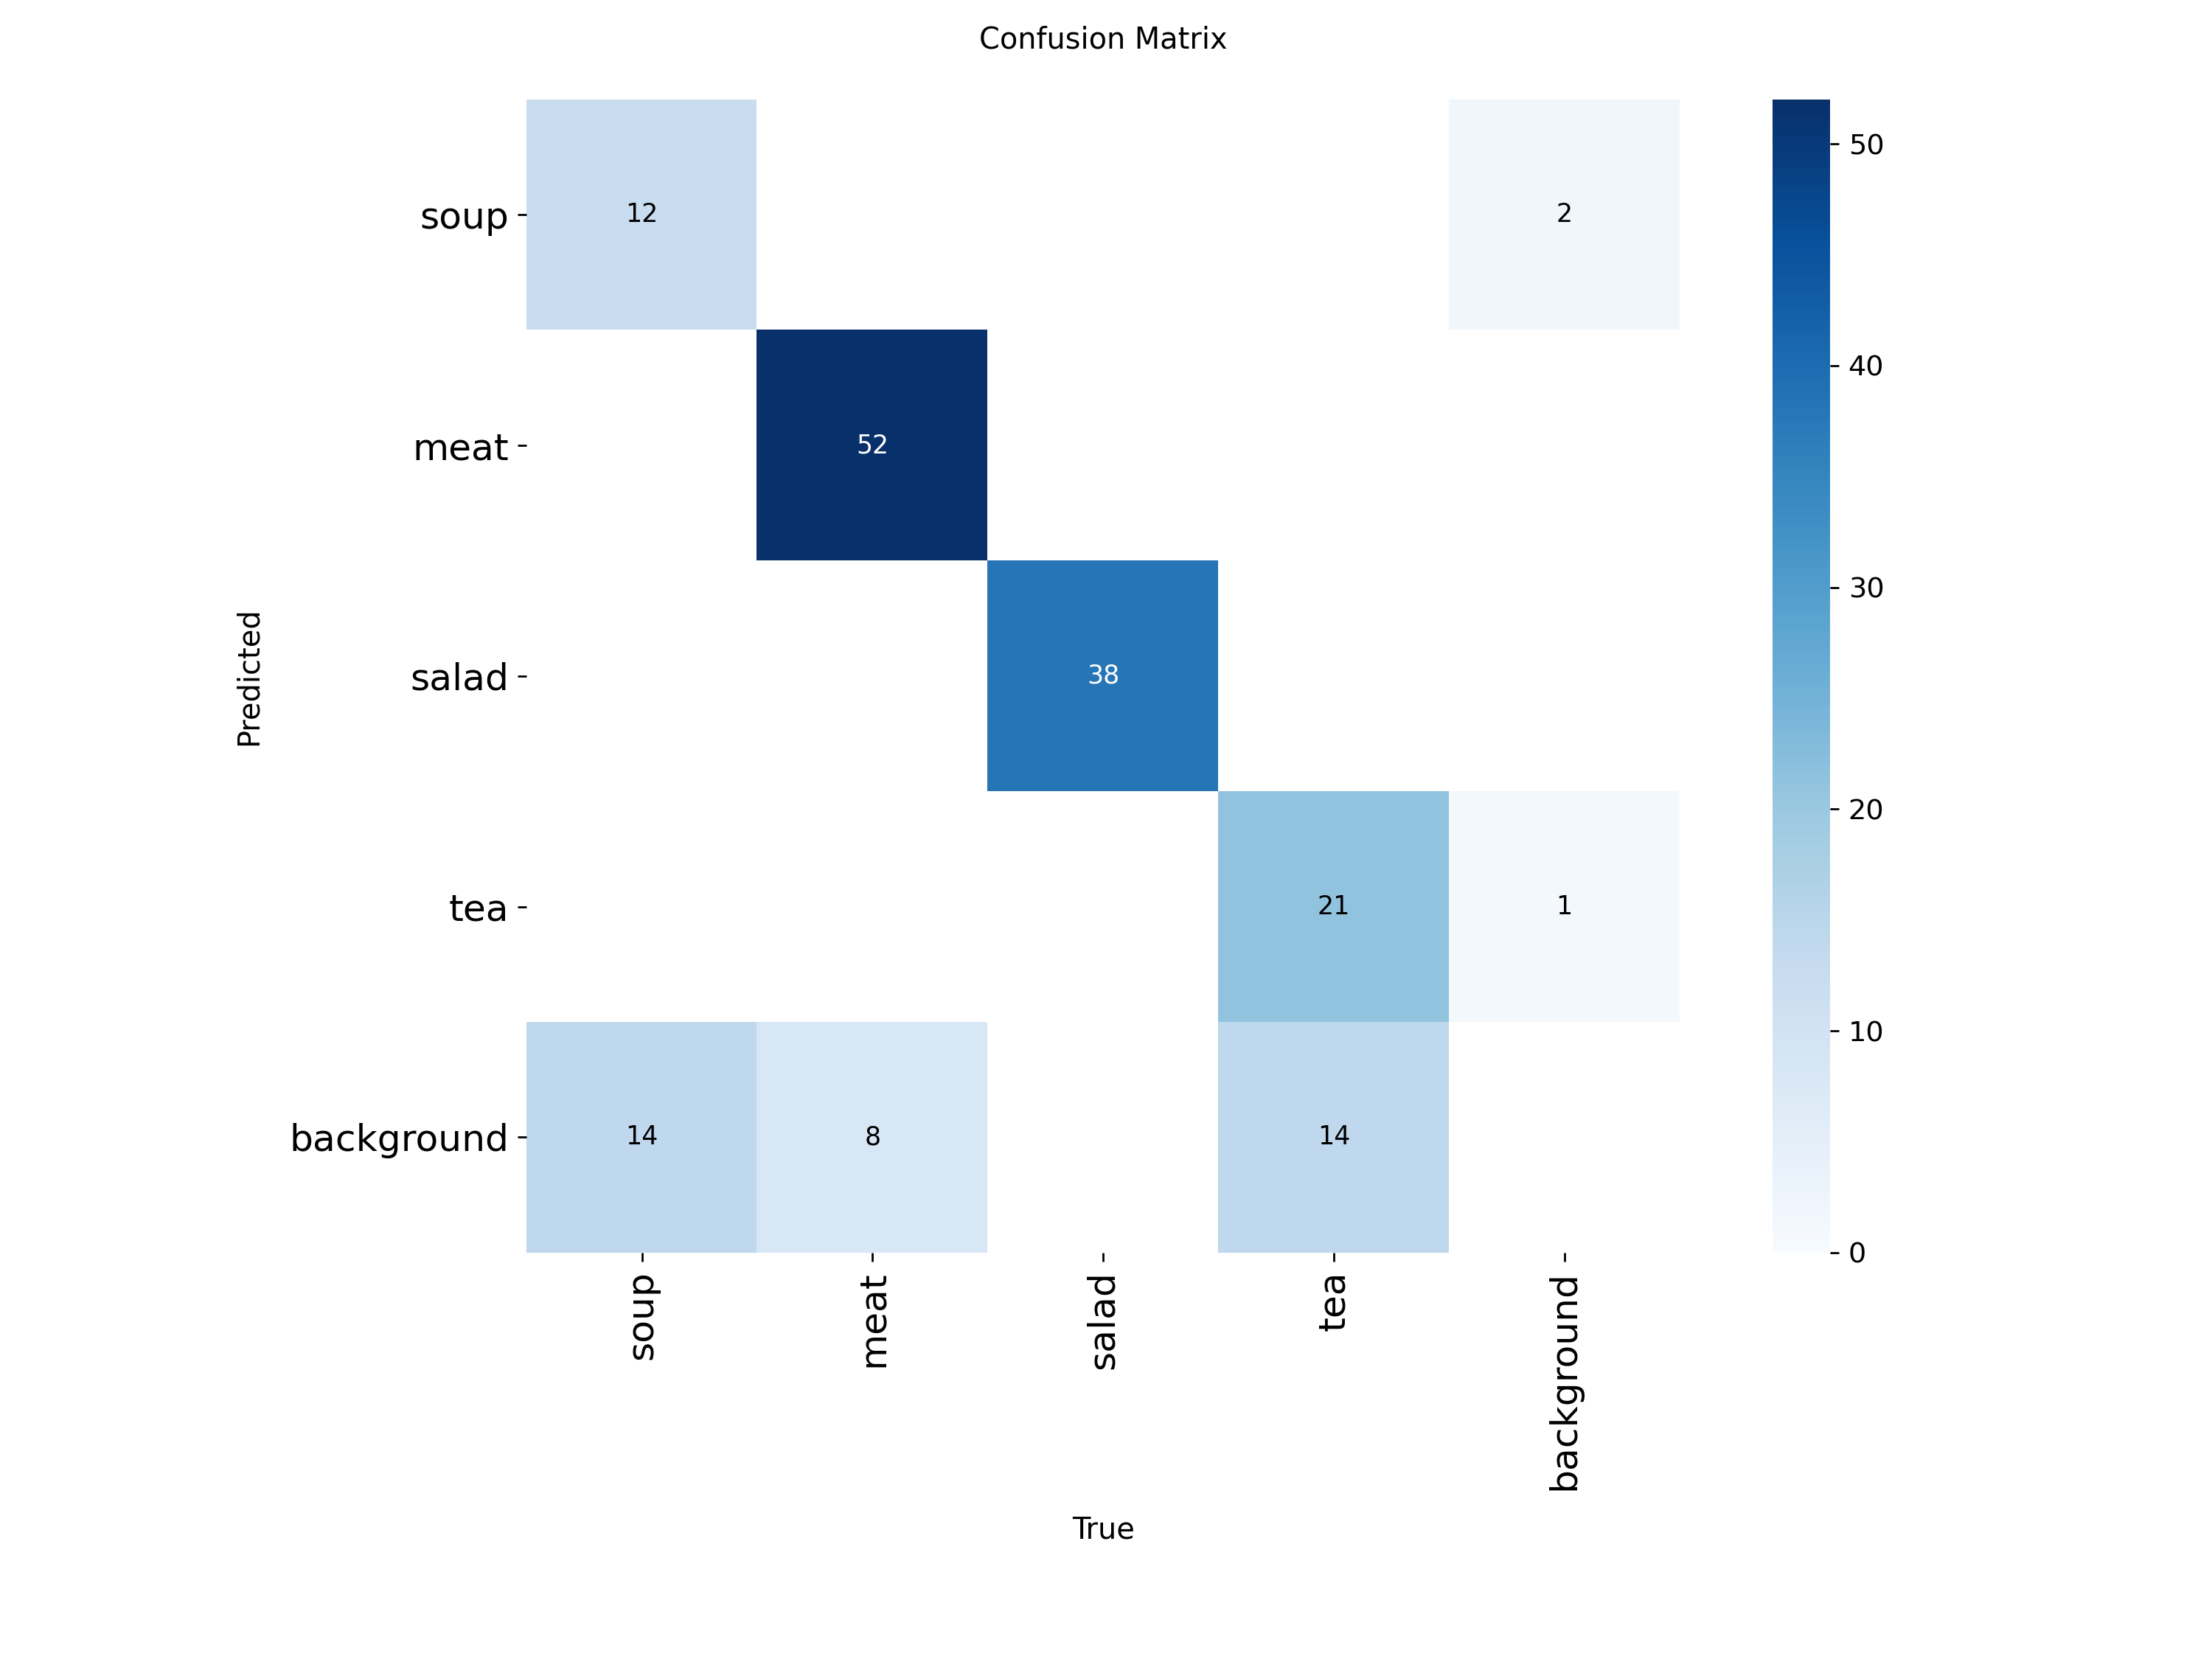 Confusion Matrix
soup
12
2
meat
52
salad
38
tea
21
1
background
14
8
14
Predicted
soup
meat
salad
tea
background
True
50
40
30
20
10
0